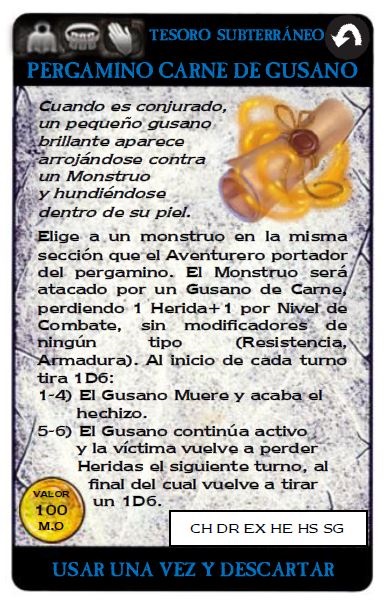 TESORO SUBTERRÁNEO
PERGAMINO CARNE DE GUSANO
Cuando es conjurado,
un pequeño gusano
brillante aparece
arrojándose contra
un Monstruo
y hundiéndose
dentro de su piel.
Elige a un monstruo en la misma
sección que el Aventurero portador
del pergamino. El Monstruo será
atacado por un Gusano de Carne,
perdiendo 1 Herida+1 por Nivel de
Combate, sin modificadores de
ningún tipo (Resistencia,
Armadura). Al inicio de cada turno
tira 1D6:
1-4) El Gusano Muere y acaba el
hechizo.
5-6) El Gusano continúa activo
y la víctima vuelve a perder
Heridas el siguiente turno, al
final del cual vuelve a tirar
un 1D6.
VALOR
100
M.O
CH DR EX HE HS SG
USAR UNA VEZ Y DESCARTAR